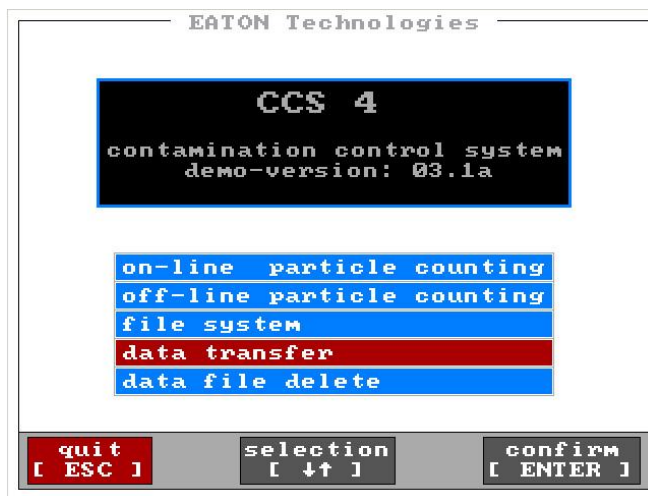 EATON Technologies
CCS 4
contamination control system
demo-version: 03.1a
on-line particle counting
off-line particle counting
file system
data transfer
data file delete
quit selection confirm
[ ESC ] [ ↓↑ ] [ ENTER ]